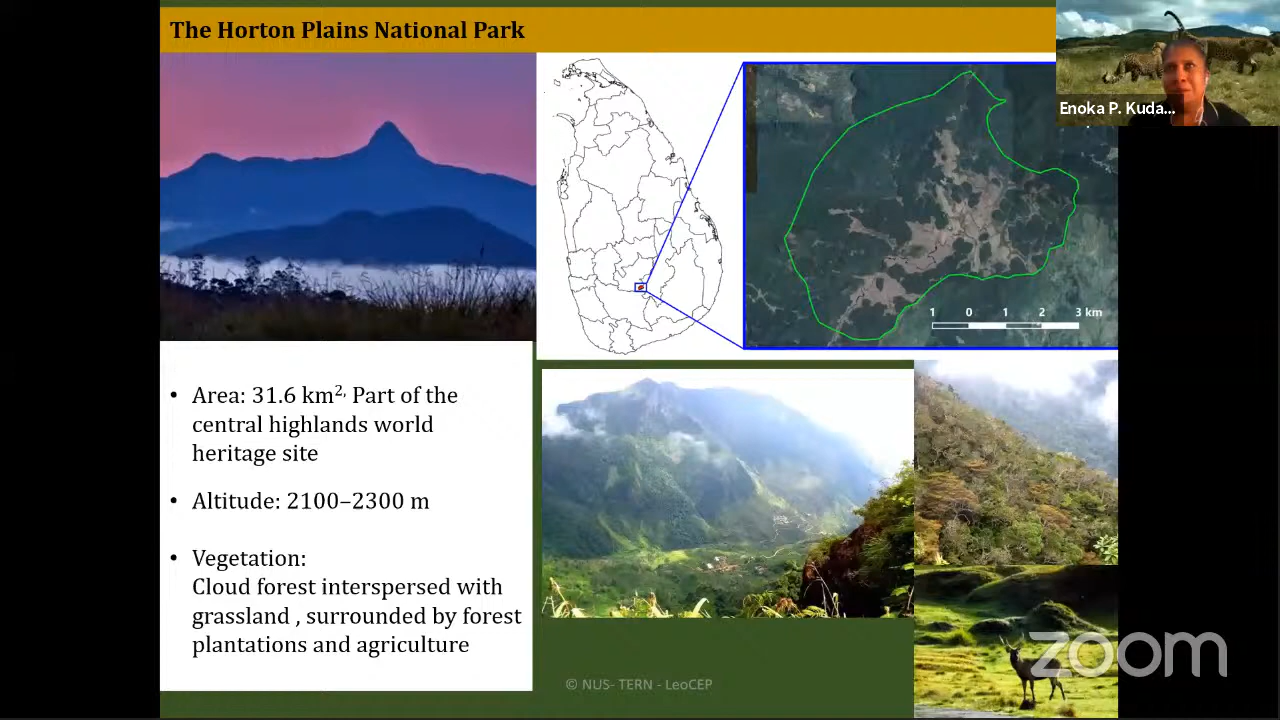 The Horton Plains National Park
Enoka P. Kuda...
1 0 1 2 3 km
• Area: 31.6 km², Part of the
central highlands world
heritage site
• Altitude: 2100–2300 m
• Vegetation:
Cloud forest interspersed with
grassland , surrounded by forest
plantations and agriculture
© NUS- TERN - LeoCEP
zoom